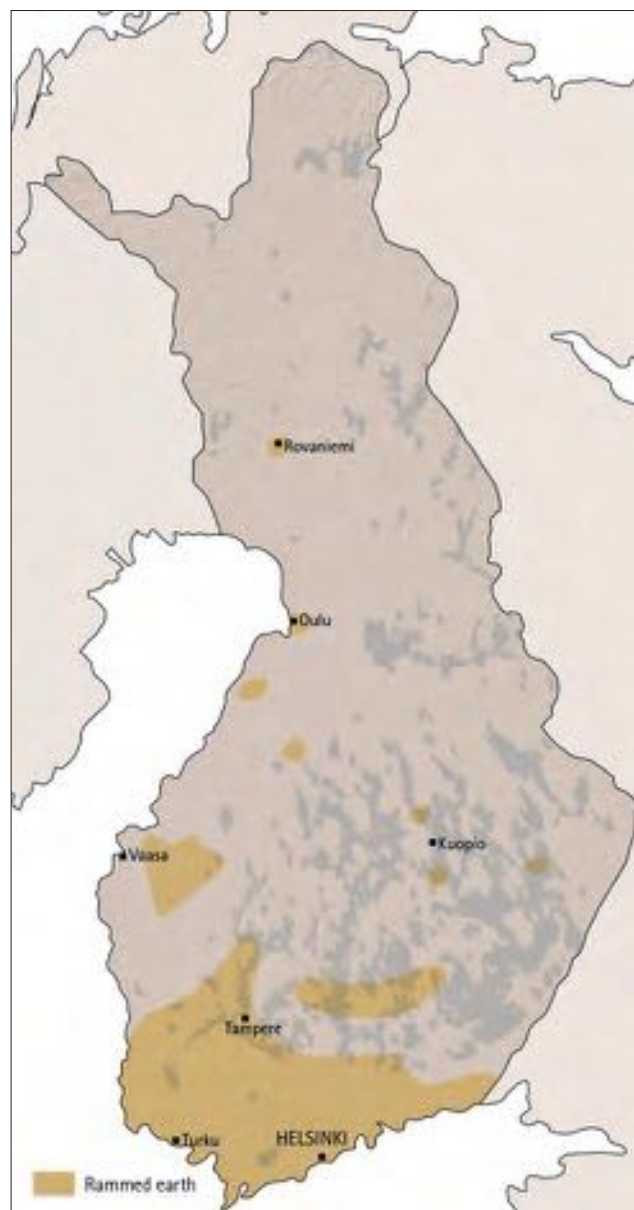 Rovaniemi
Oulu
Kuopio
Vaasa
Tampere
Turku
HELSINKI
Rammed earth